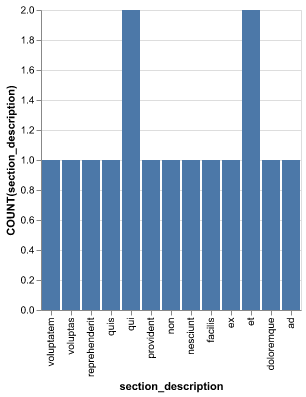 COUNT(section_description)
2.0
1.8
1.6
1.4
1.2
1.0
0.8
0.6
0.4
0.2
0.0
voluptatem
voluptas
reprehenderit
quis
qui
provident
non
nesciunt
facilis
ex
et
doloremque
ad
section_description